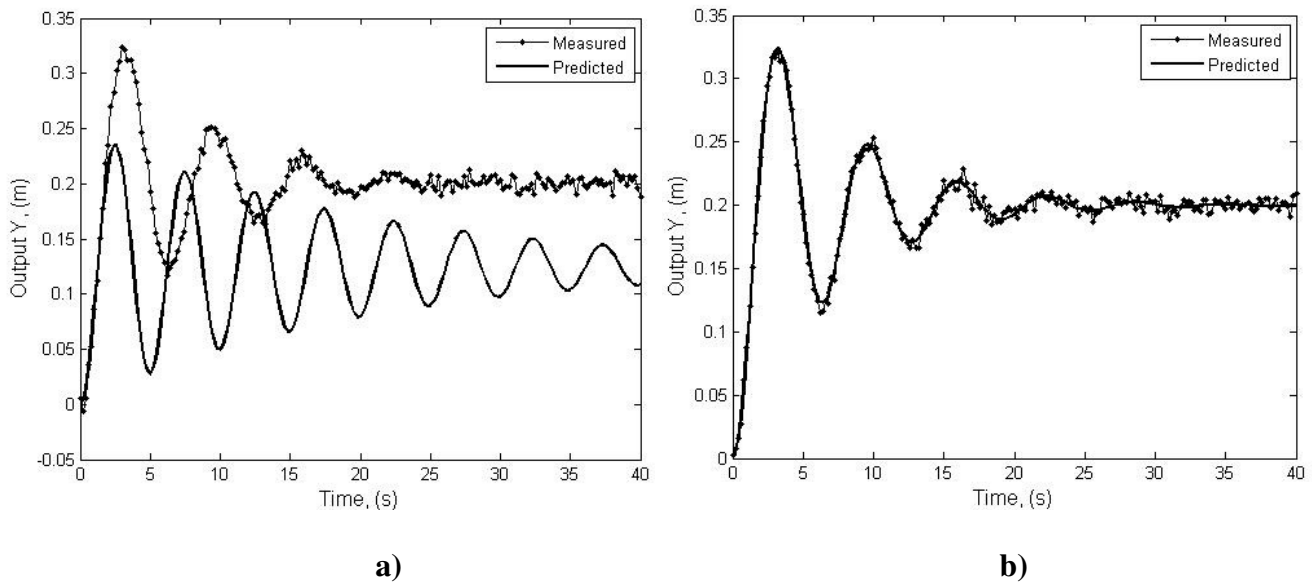 0.35
0.3
0.25
0.2
0.15
0.1
0.05
0
-0.05
Output Y, (m)
Measured
Predicted
0 5 10 15 20 25 30 35 40
Time, (s)
a)
0.35
0.3
0.25
0.2
0.15
0.1
0.05
0
Output Y, (m)
Measured
Predicted
0 5 10 15 20 25 30 35 40
Time, (s)
b)